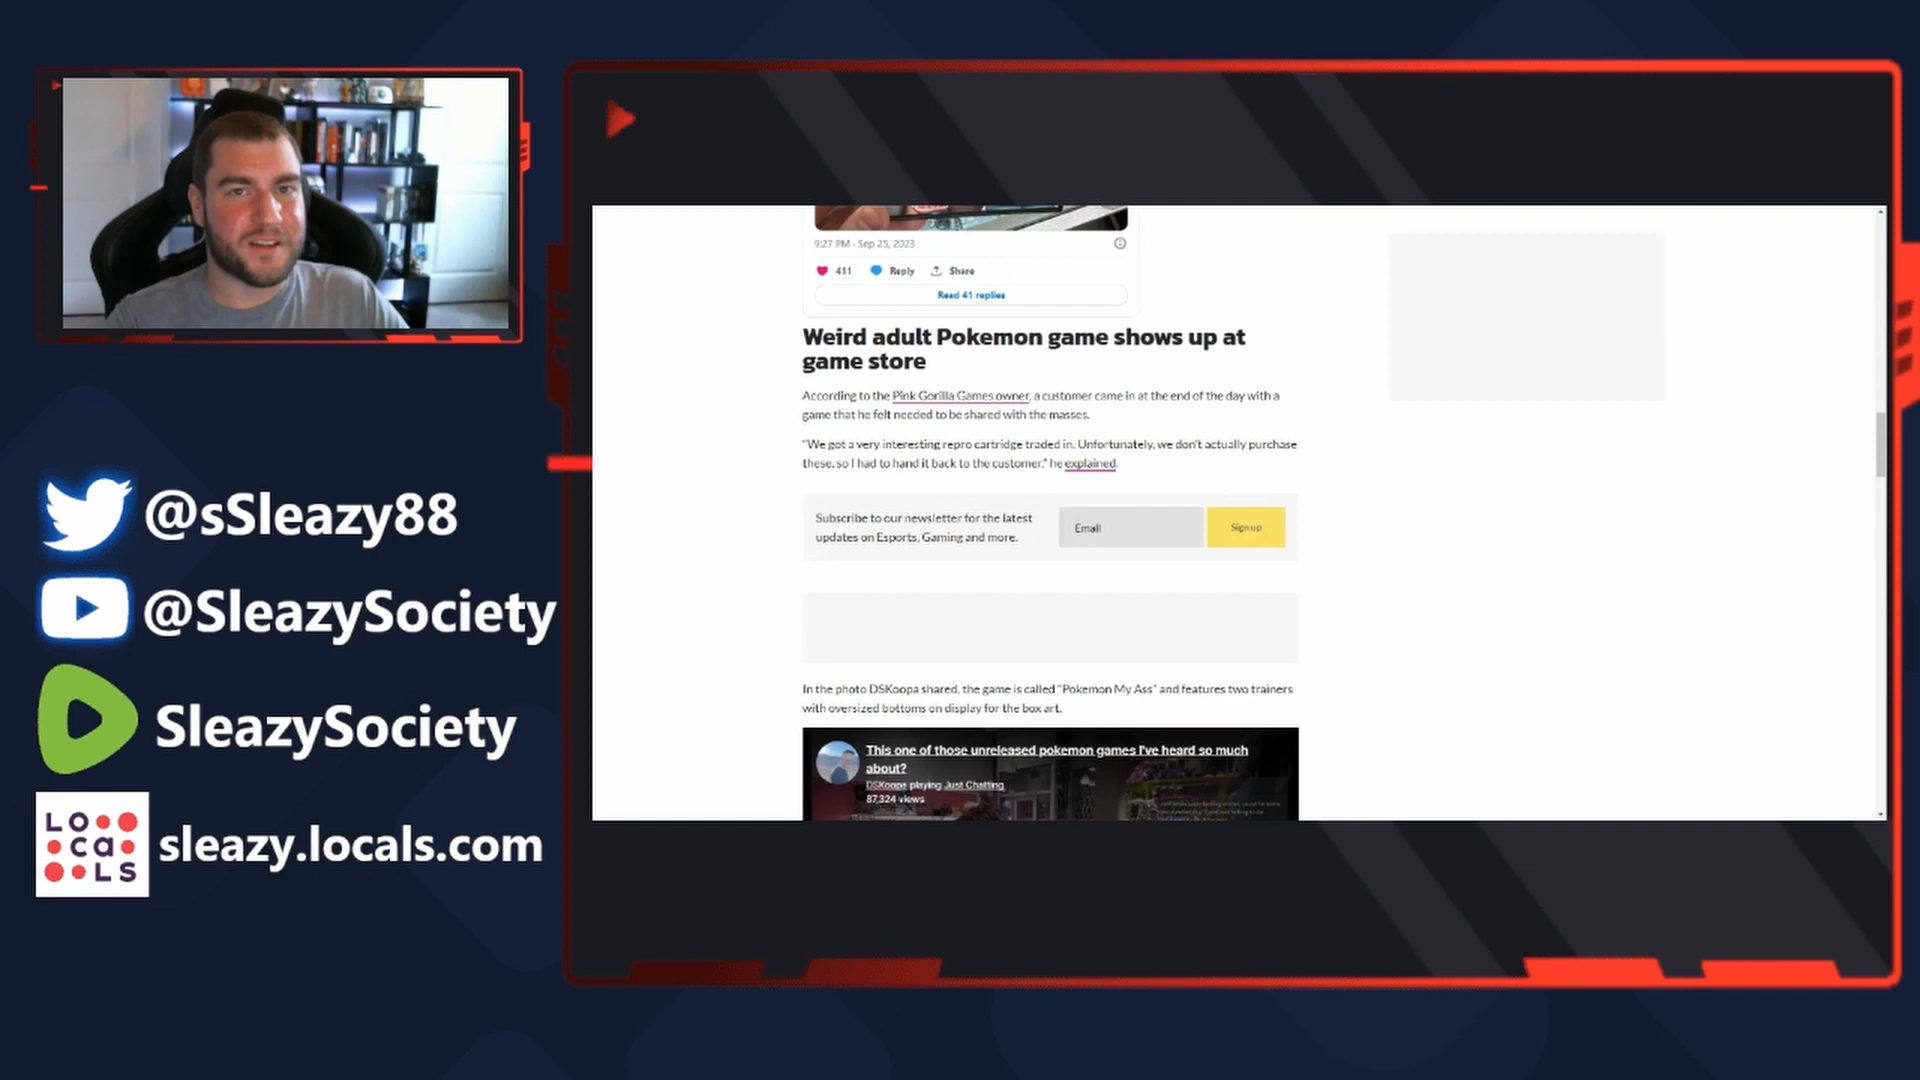 @sSleazy88
@SleazySociety
SleazySociety
LOCALS
sleazy.locals.com
9:27 PM · Sep 25, 2023
411 Reply Share
Read 41 replies
Weird adult Pokemon game shows up at
game store
According to the Pink Gorilla Games owner, a customer came in at the end of the day with a
game that he felt needed to be shared with the masses.
"We got a very interesting repro cartridge traded in. Unfortunately, we don't actually purchase
these, so I had to hand it back to the customer," he explained.
Subscribe to our newsletter for the latest
updates on Esports, Gaming and more.
Email
Sign up
In the photo DSKoopa shared, the game is called "Pokemon My Ass" and features two trainers
with oversized bottoms on display for the box art.
This one of those unreleased pokemon games I've heard so much
about?
DSKoopa playing Just Chatting
87,324 views